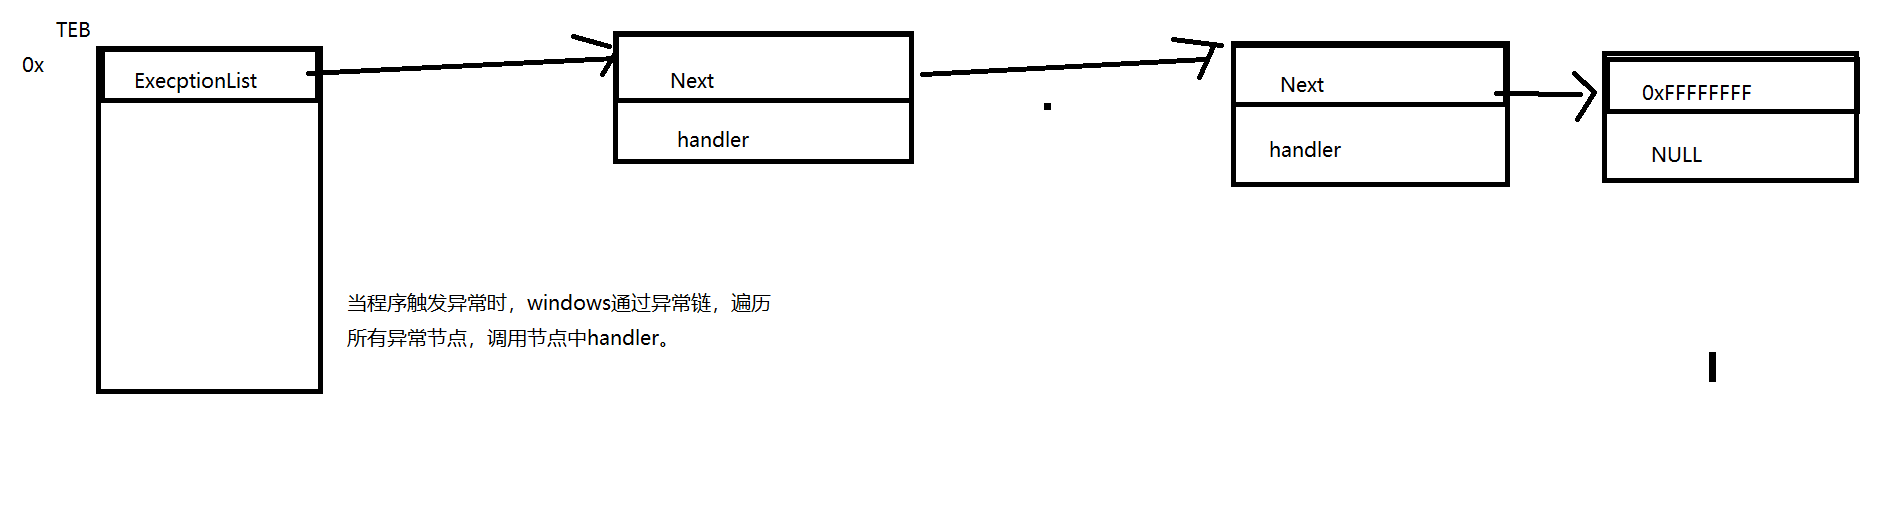 TEB
0x
ExecptionList
Next
handler
Next
handler
0xFFFFFFFF
NULL
当程序触发异常时，windows通过异常链，遍历
所有异常节点，调用节点中handler。